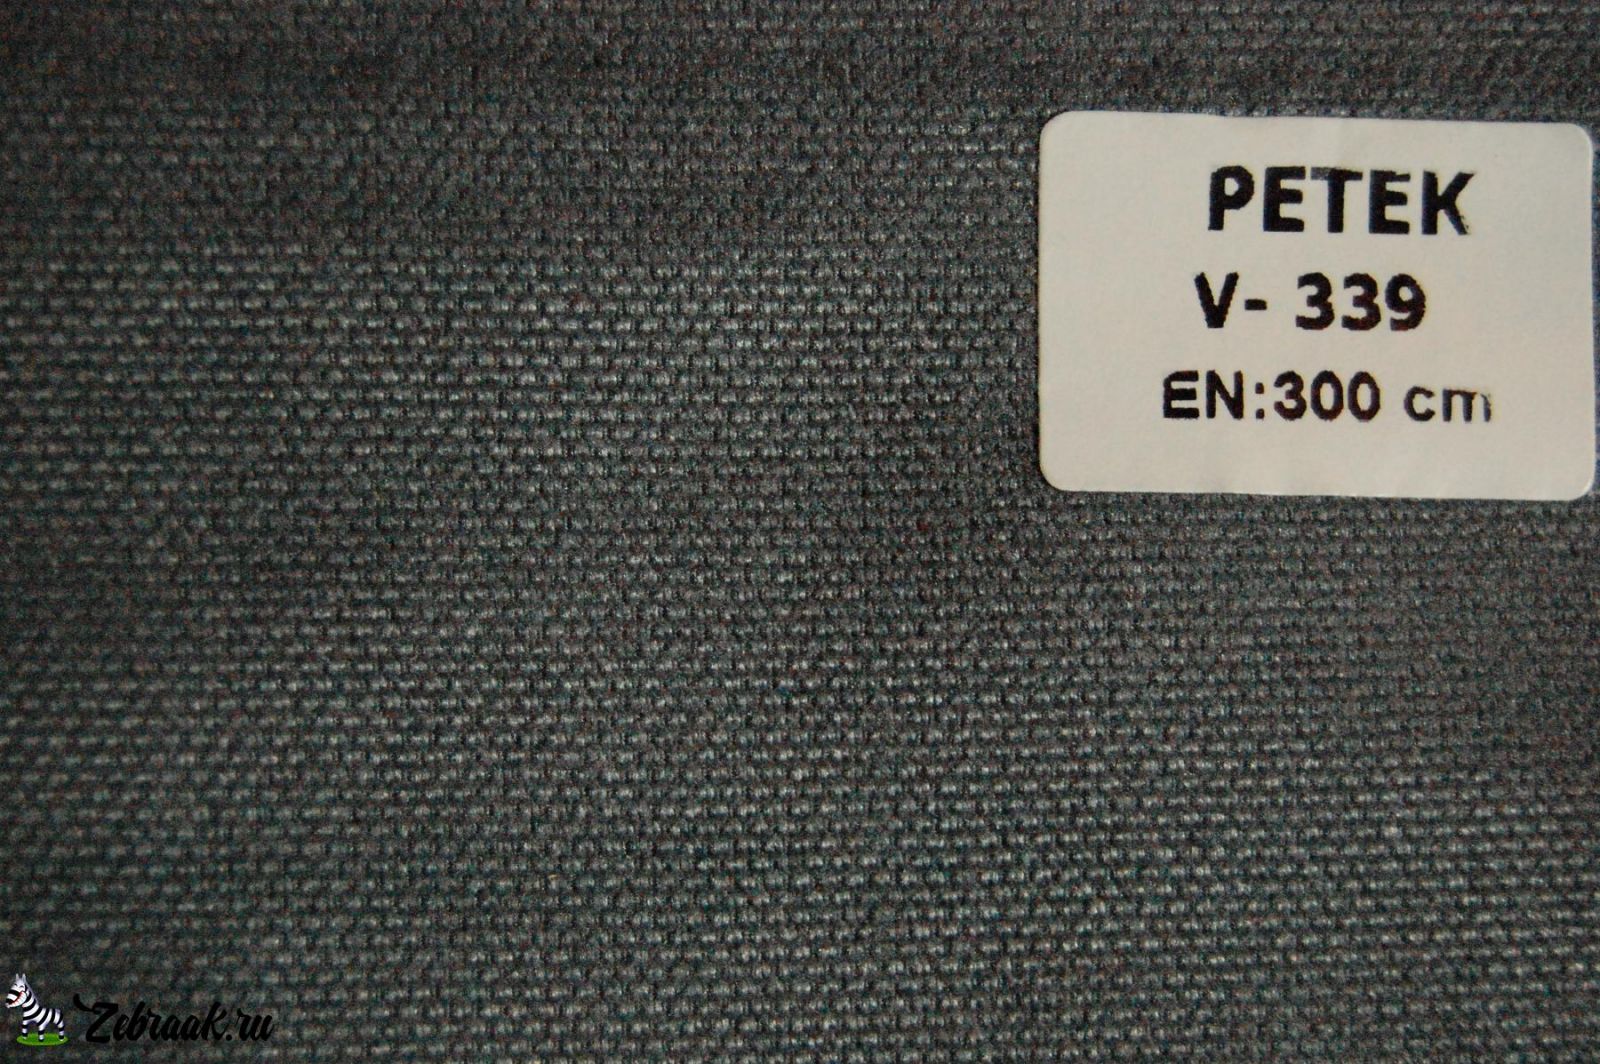 PETEK
V- 339
EN:300 cm
Zebraak.ru